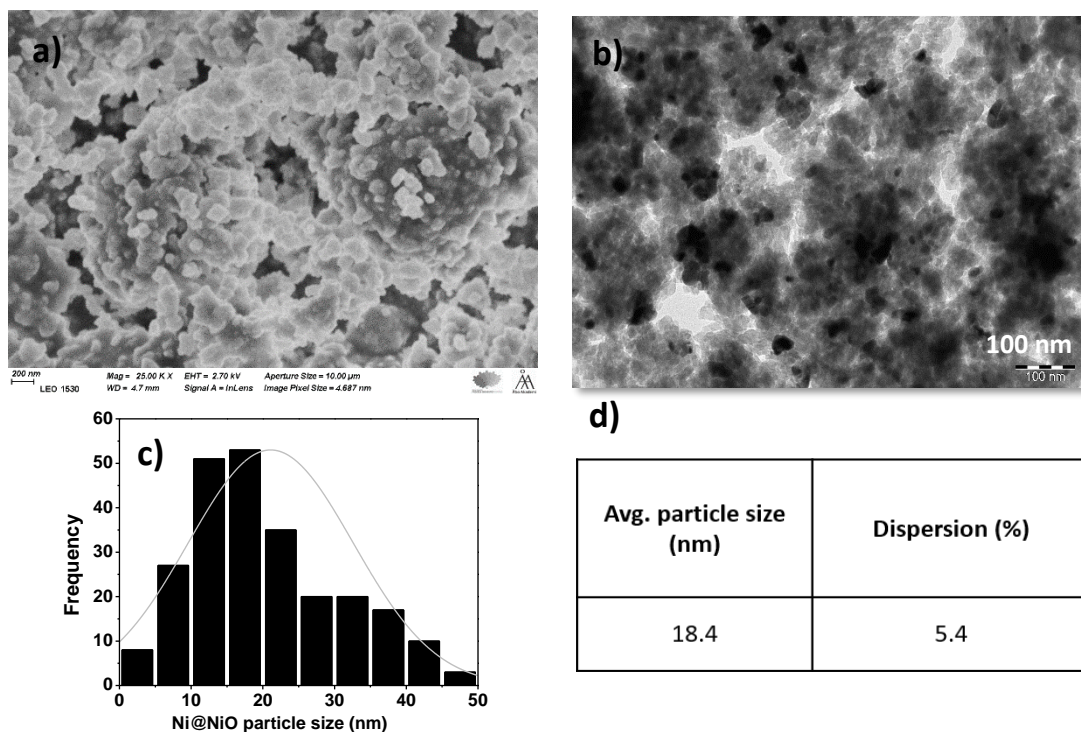 a)
200 nm
LEO 1530
Mag = 25.00 K X EHT = 2.70 kV Aperture Size = 10.00 µm
WD = 4.7 mm Signal A = InLens Image Pixel Size = 4.687 nm
b)
100 nm
100 nm
c)
60
50
40
30
20
10
0
Frequency
0 10 20 30 40 50
Ni@NiO particle size (nm)
d)
Avg. particle size
(nm)
Dispersion (%)
18.4
5.4